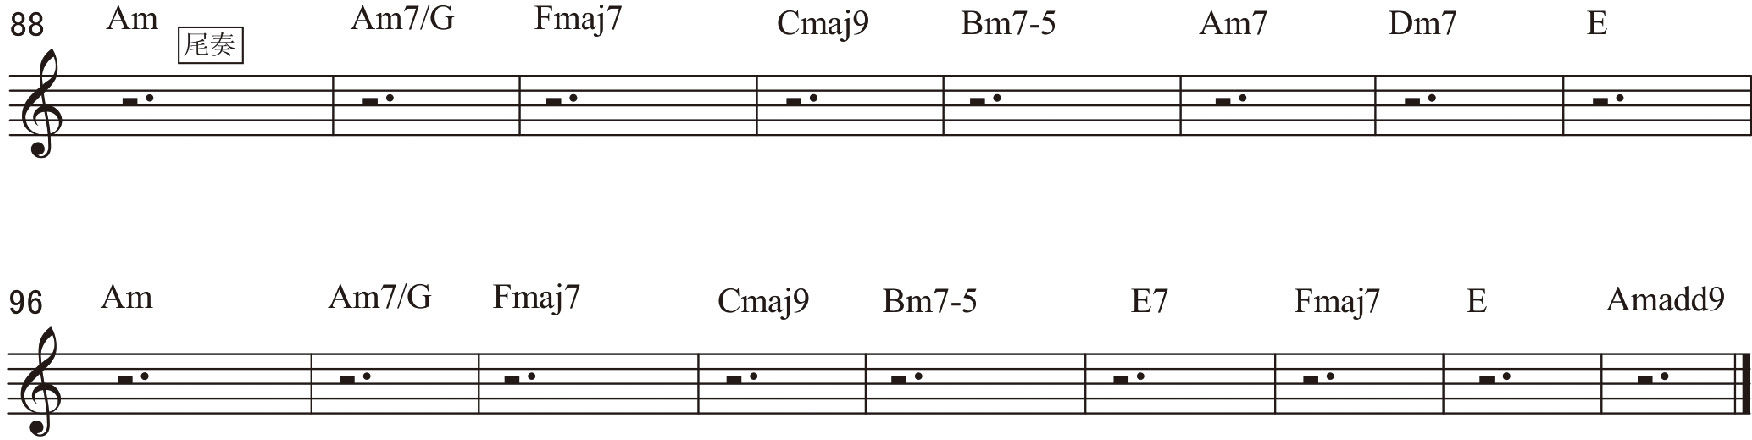 88 Am Am7/G Fmaj7 Cmaj9 Bm7-5 Am7 Dm7 E
尾奏
96 Am Am7/G Fmaj7 Cmaj9 Bm7-5 E7 Fmaj7 E Amadd9